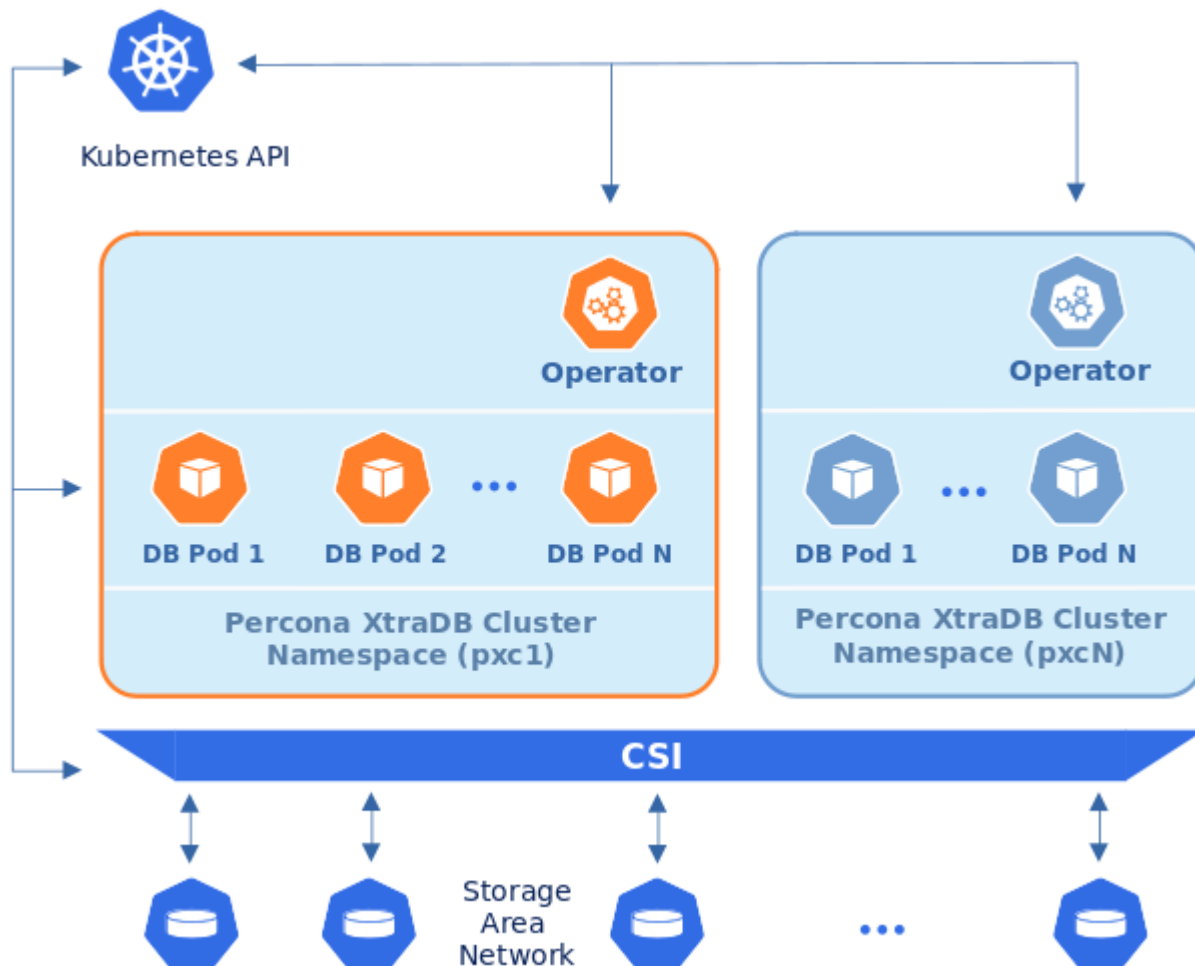 Kubernetes API
Operator
Operator
DB Pod 1
DB Pod 2
DB Pod N
DB Pod 1
DB Pod N
Percona XtraDB Cluster
Namespace (pxc1)
Percona XtraDB Cluster
Namespace (pxcN)
CSI
Storage
Area
Network